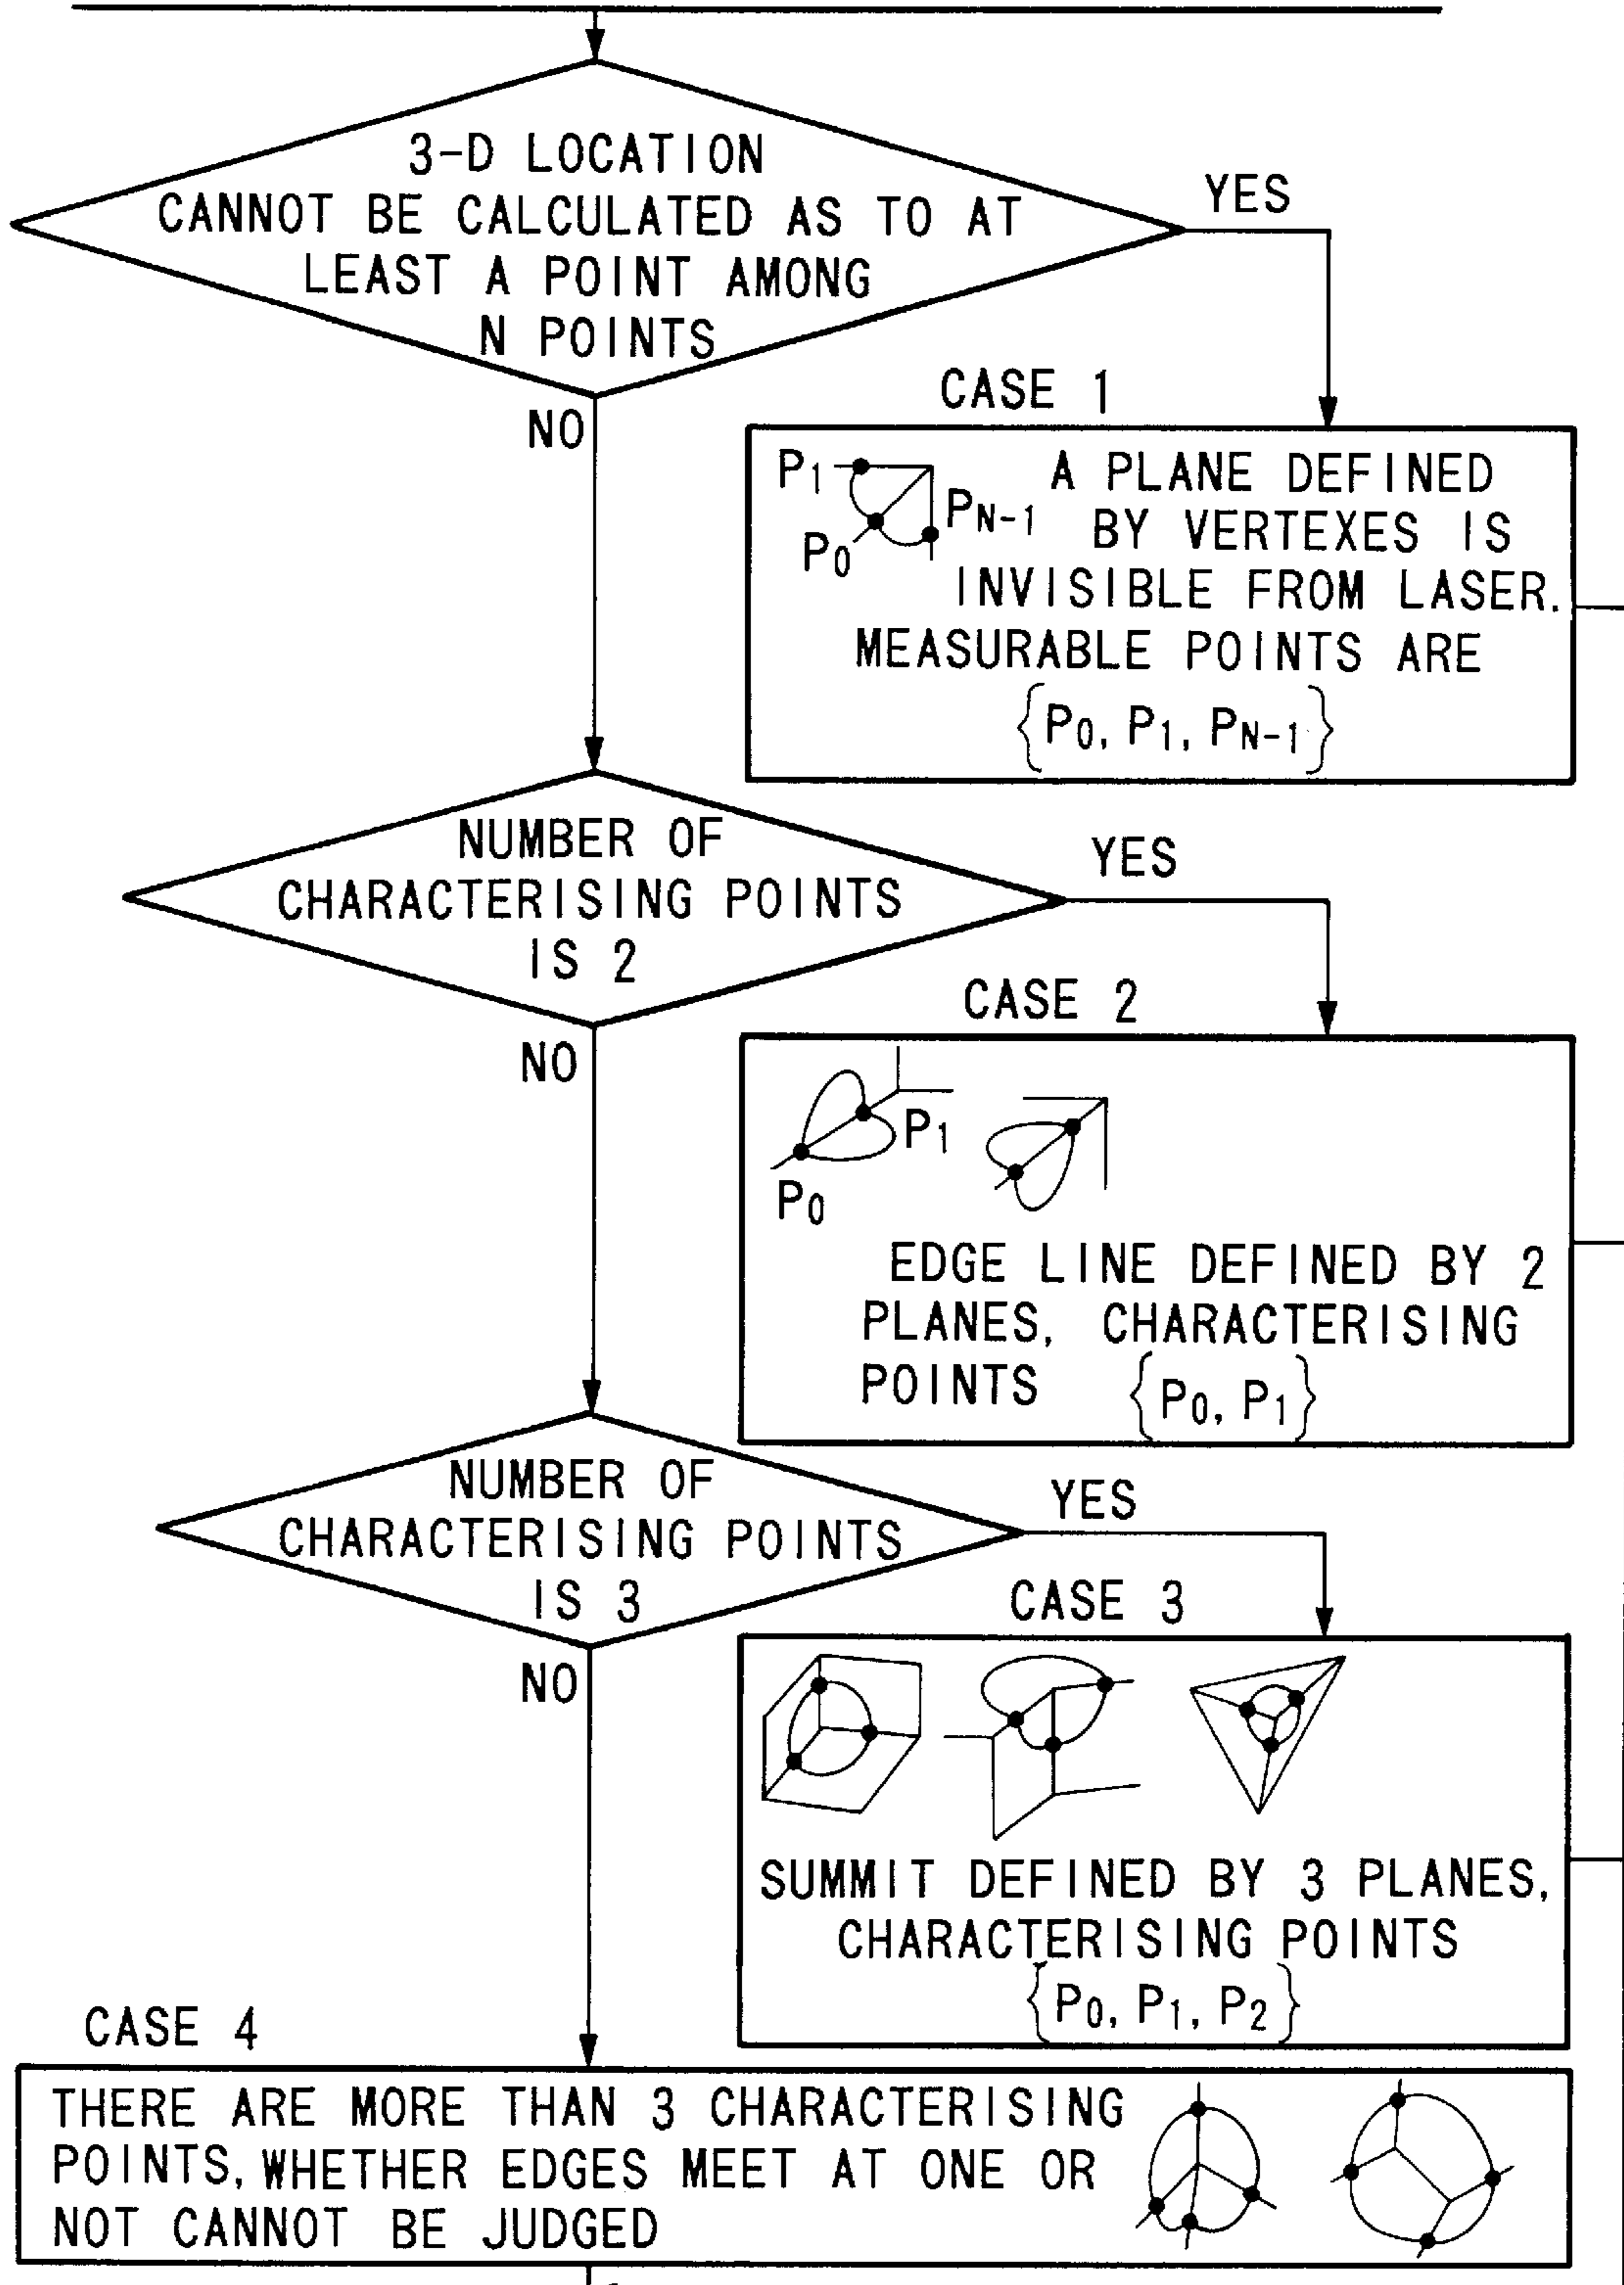 3-D LOCATION
CANNOT BE CALCULATED AS TO AT
LEAST A POINT AMONG
N POINTS
YES
NO
CASE 1
P1
PN-1
P0
A PLANE DEFINED
BY VERTEXES IS
INVISIBLE FROM LASER.
MEASURABLE POINTS ARE
{P0, P1, PN-1}
NUMBER OF
CHARACTERISING POINTS
IS 2
YES
NO
CASE 2
P1
P0
EDGE LINE DEFINED BY 2
PLANES, CHARACTERISING
POINTS {P0, P1}
NUMBER OF
CHARACTERISING POINTS
IS 3
YES
NO
CASE 3
SUMMIT DEFINED BY 3 PLANES,
CHARACTERISING POINTS
{P0, P1, P2}
CASE 4
THERE ARE MORE THAN 3 CHARACTERISING
POINTS, WHETHER EDGES MEET AT ONE OR
NOT CANNOT BE JUDGED